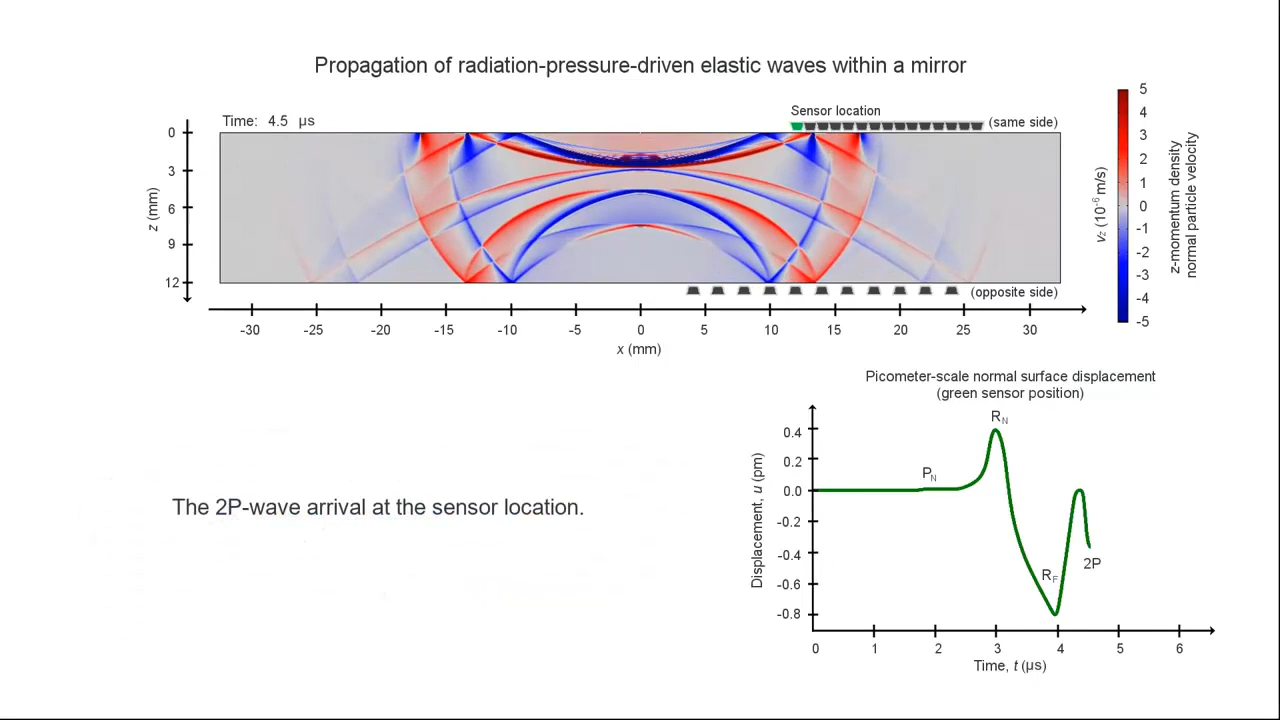 Propagation of radiation-pressure-driven elastic waves within a mirror
Time: 4.5 μs
Sensor location
(same side)
0
3
6
9
12
z (mm)
(opposite side)
-30 -25 -20 -15 -10 -5 0 5 10 15 20 25 30
x (mm)
5
4
3
2
1
0
-1
-2
-3
-4
-5
v_z (10^-6 m/s)
z-momentum density
normal particle velocity
The 2P-wave arrival at the sensor location.
Picometer-scale normal surface displacement
(green sensor position)
0.4
0.2
0.0
-0.2
-0.4
-0.6
-0.8
Displacement, u (pm)
P_N
R_N
R_F
2P
0 1 2 3 4 5 6
Time, t (μs)